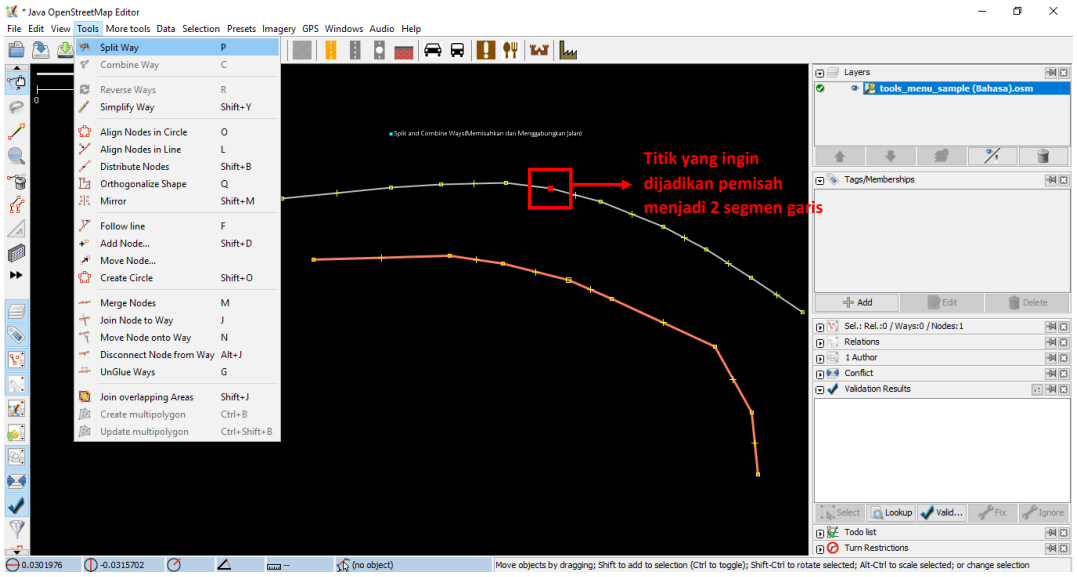 * Java OpenStreetMap Editor
File Edit View Tools More tools Data Selection Presets Imagery GPS Windows Audio Help
Split Way P
Combine Way C
Reverse Ways R
Simplify Way Shift+Y
Align Nodes in Circle O
Align Nodes in Line L
Distribute Nodes Shift+B
Orthogonalize Shape Q
Mirror Shift+M
Follow line F
Add Node... Shift+D
Move Node...
Create Circle Shift+O
Merge Nodes M
Join Node to Way J
Move Node onto Way N
Disconnect Node from Way Alt+J
UnGlue Ways G
Join overlapping Areas Shift+J
Create multipolygon Ctrl+B
Update multipolygon Ctrl+Shift+B
0
Split and Combine Ways(Memisahkan dan Menggabungkan Jalan)
Titik yang ingin
dijadikan pemisah
menjadi 2 segmen garis
Layers
tools_menu_sample (Bahasa).osm
Tags/Memberships
Add Edit Delete
Sel.: Rel.:0 / Ways:0 / Nodes:1
Relations
1 Author
Conflict
Validation Results
Select Lookup Valid... Fix Ignore
Todo list
Turn Restrictions
0.0301976 -0.0315702 -- (no object) Move objects by dragging; Shift to add to selection (Ctrl to toggle); Shift-Ctrl to rotate selected; Alt-Ctrl to scale selected; or change selection